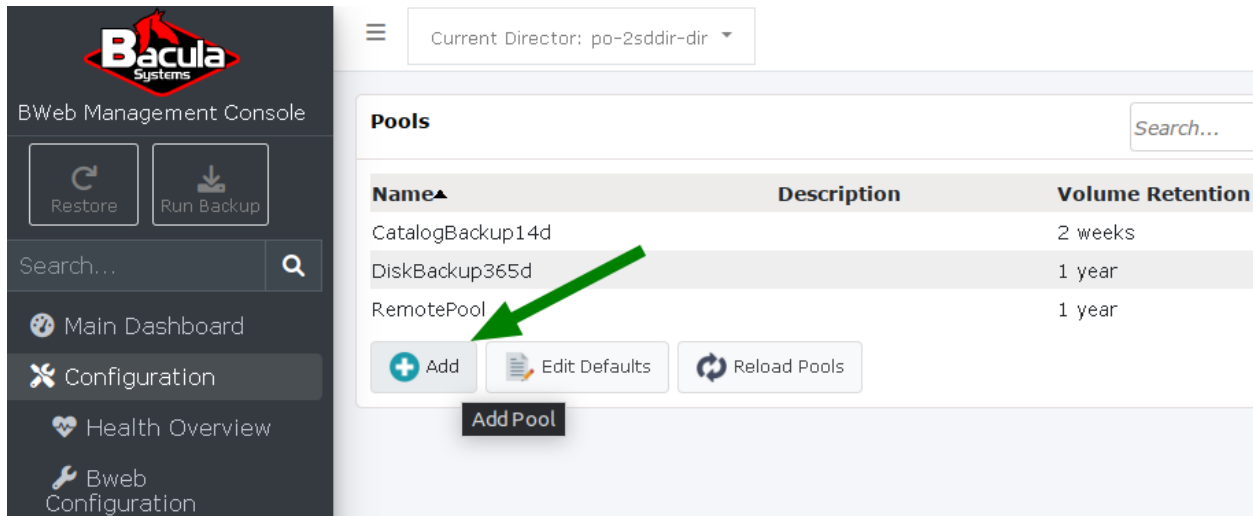 Bacula
Systems
BWeb Management Console
Restore
Run Backup
Search...
Main Dashboard
Configuration
Health Overview
Bweb
Configuration
Current Director: po-2sddir-dir
Pools
Search...
Name Description Volume Retention
CatalogBackup14d 2 weeks
DiskBackup365d 1 year
RemotePool 1 year
Add Edit Defaults Reload Pools
Add Pool